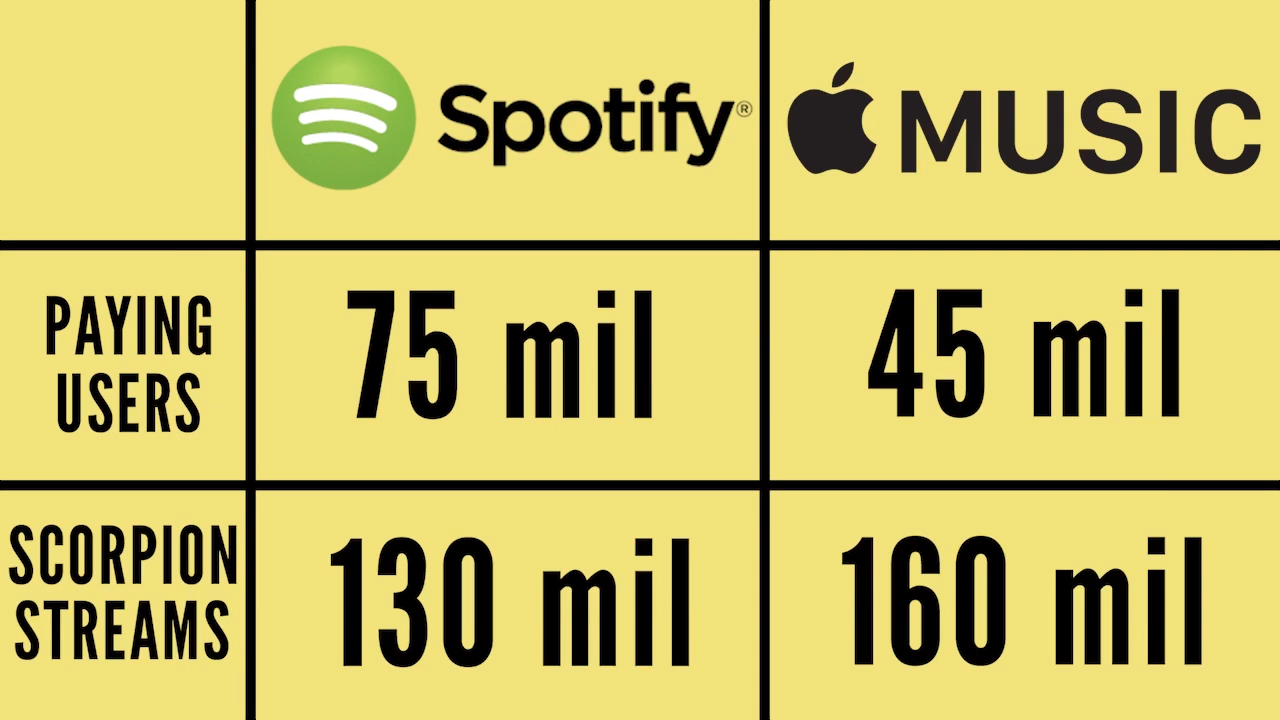 Spotify®
MUSIC
PAYING
USERS
75 mil
45 mil
SCORPION
STREAMS
130 mil
160 mil